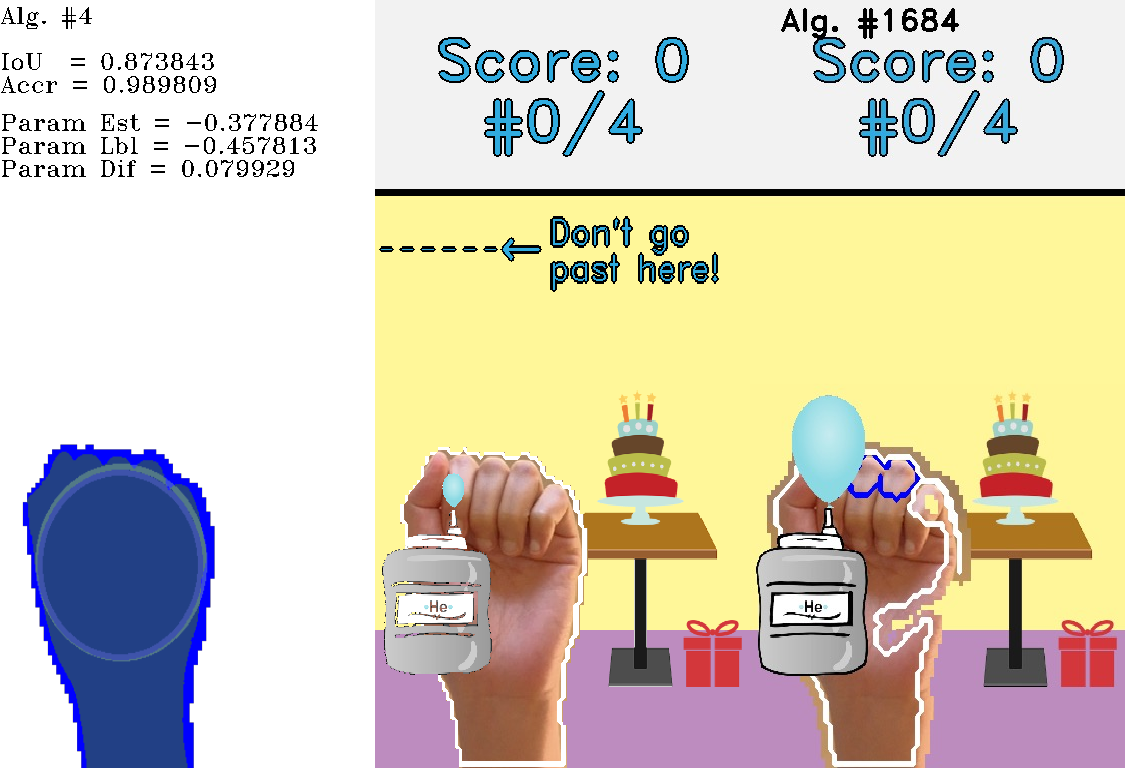 Alg. #4
IoU = 0.873843
Accr = 0.989809
Param Est = -0.377884
Param Lbl = -0.457813
Param Dif = 0.079929
Score: 0
#0/4
Don't go
past here!
He
Alg. #1684
Score: 0
#0/4
He